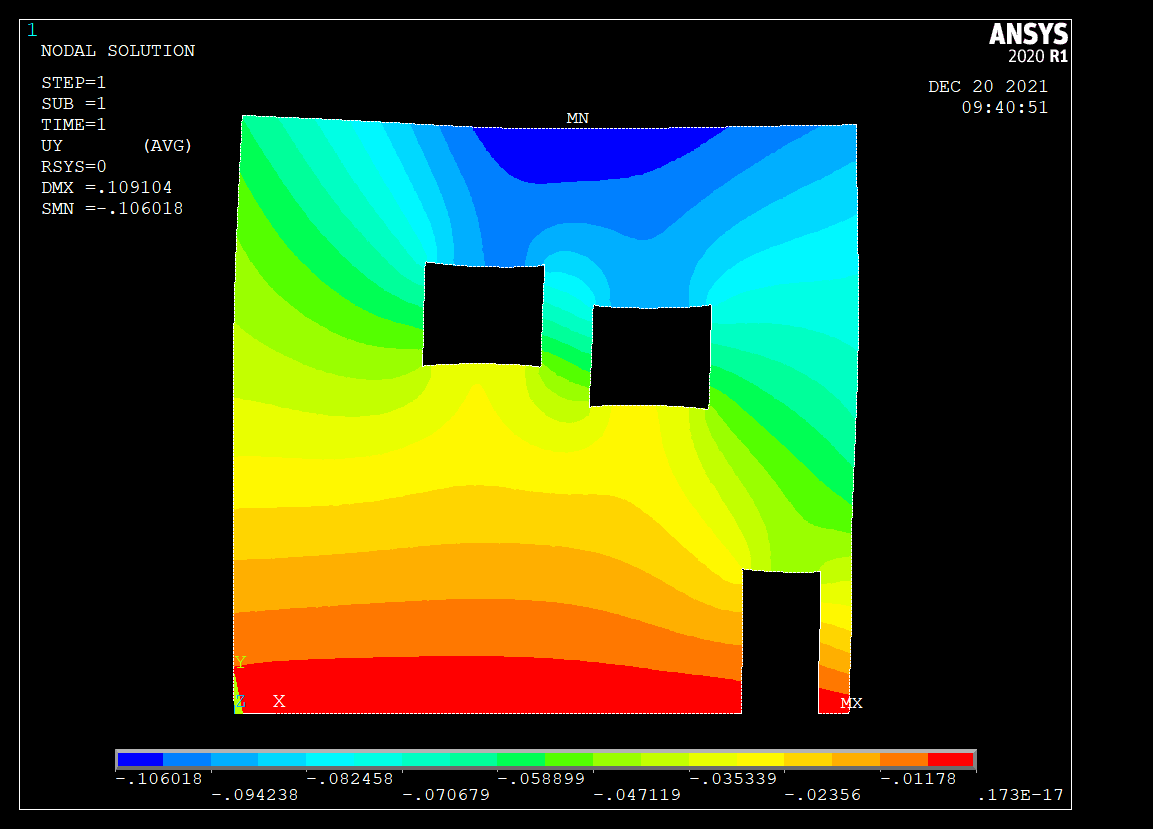 1
ANSYS
2020 R1
NODAL SOLUTION
STEP=1
SUB =1
TIME=1
UY (AVG)
RSYS=0
DMX =.109104
SMN =-.106018
DEC 20 2021
09:40:51
MN
Y
Z X
MX
-.106018 -.082458 -.058899 -.035339 -.01178
-.094238 -.070679 -.047119 -.02356 .173E-17